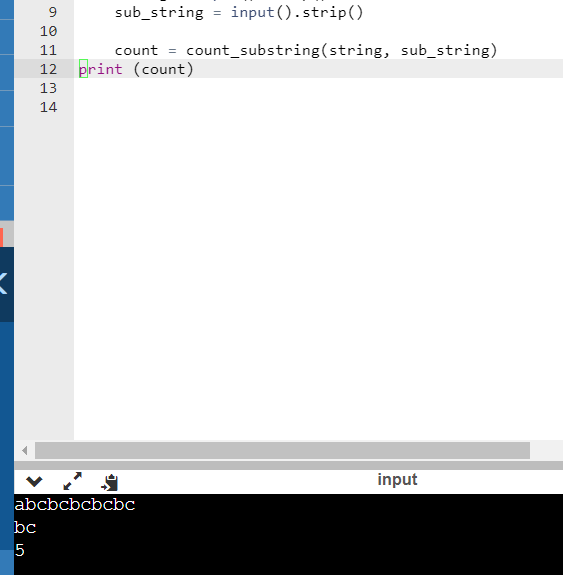 9 sub_string = input().strip()
10
11 count = count_substring(string, sub_string)
12 print (count)
13
14
input
abcbcbcbcbc
bc
5